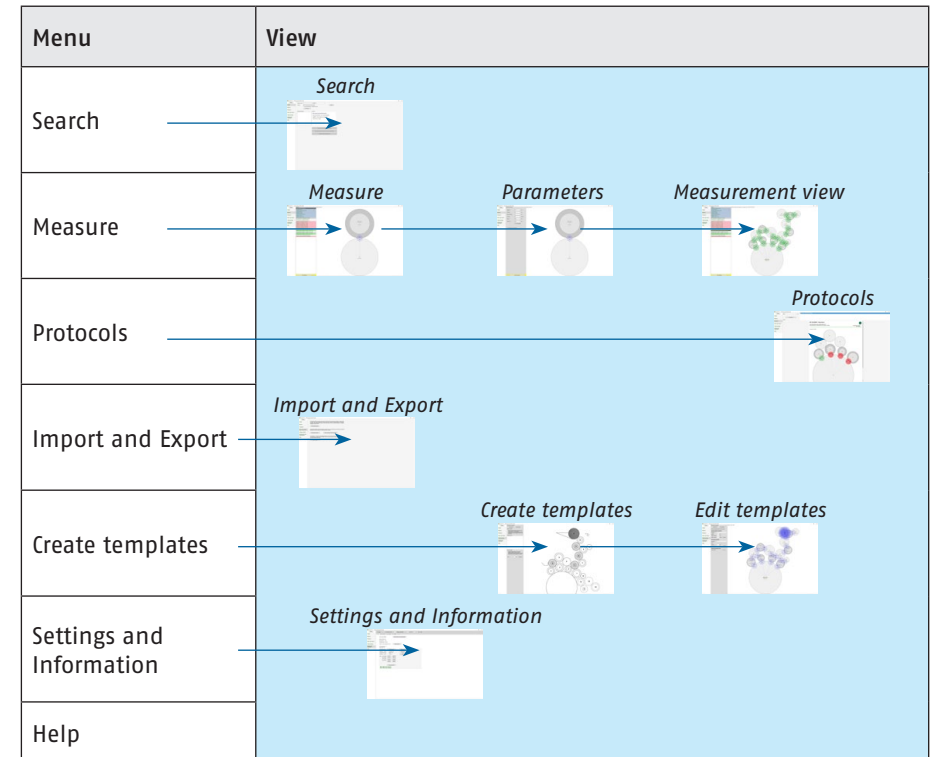 Menu
View
Search
Search
Measure
Measure
Parameters
Measurement view
Protocols
Protocols
Import and Export
Import and Export
Create templates
Create templates
Edit templates
Settings and
Information
Settings and Information
Help